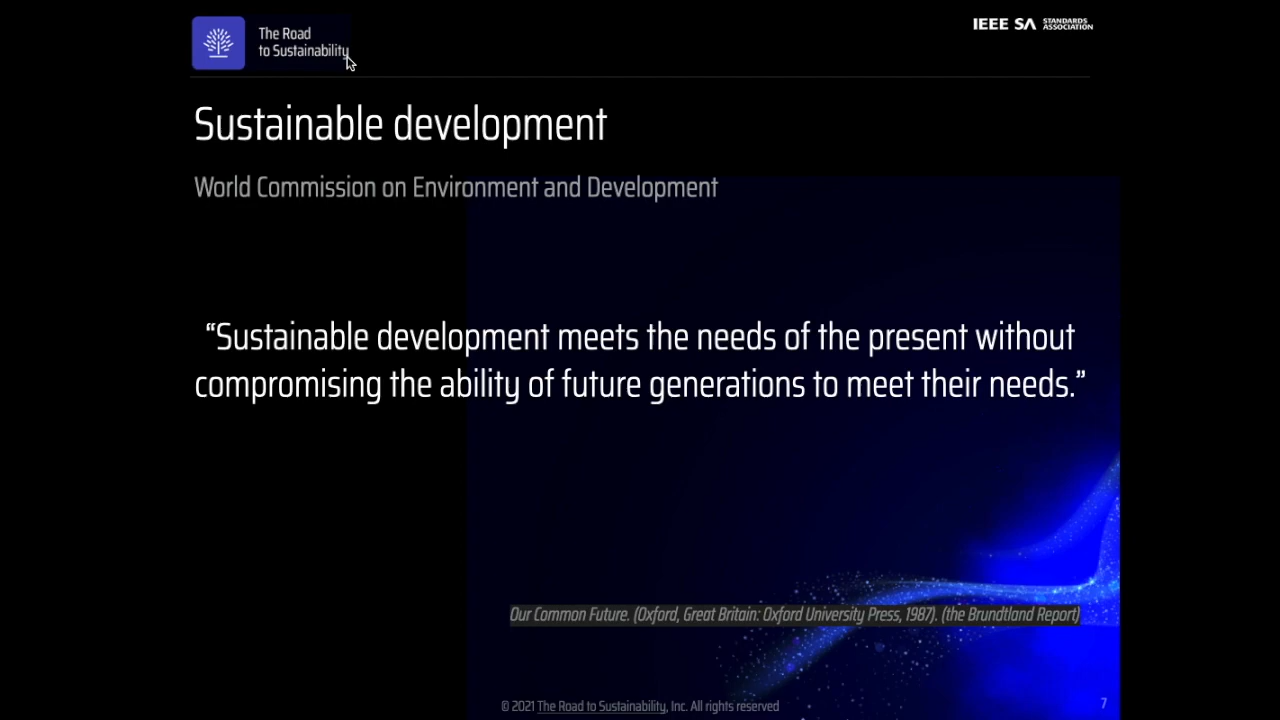 The Road
to Sustainability
IEEE SA STANDARDS
ASSOCIATION
Sustainable development
World Commission on Environment and Development
“Sustainable development meets the needs of the present without
compromising the ability of future generations to meet their needs.”
Our Common Future. (Oxford, Great Britain: Oxford University Press, 1987). (the Brundtland Report)
© 2021 The Road to Sustainability, Inc. All rights reserved
7